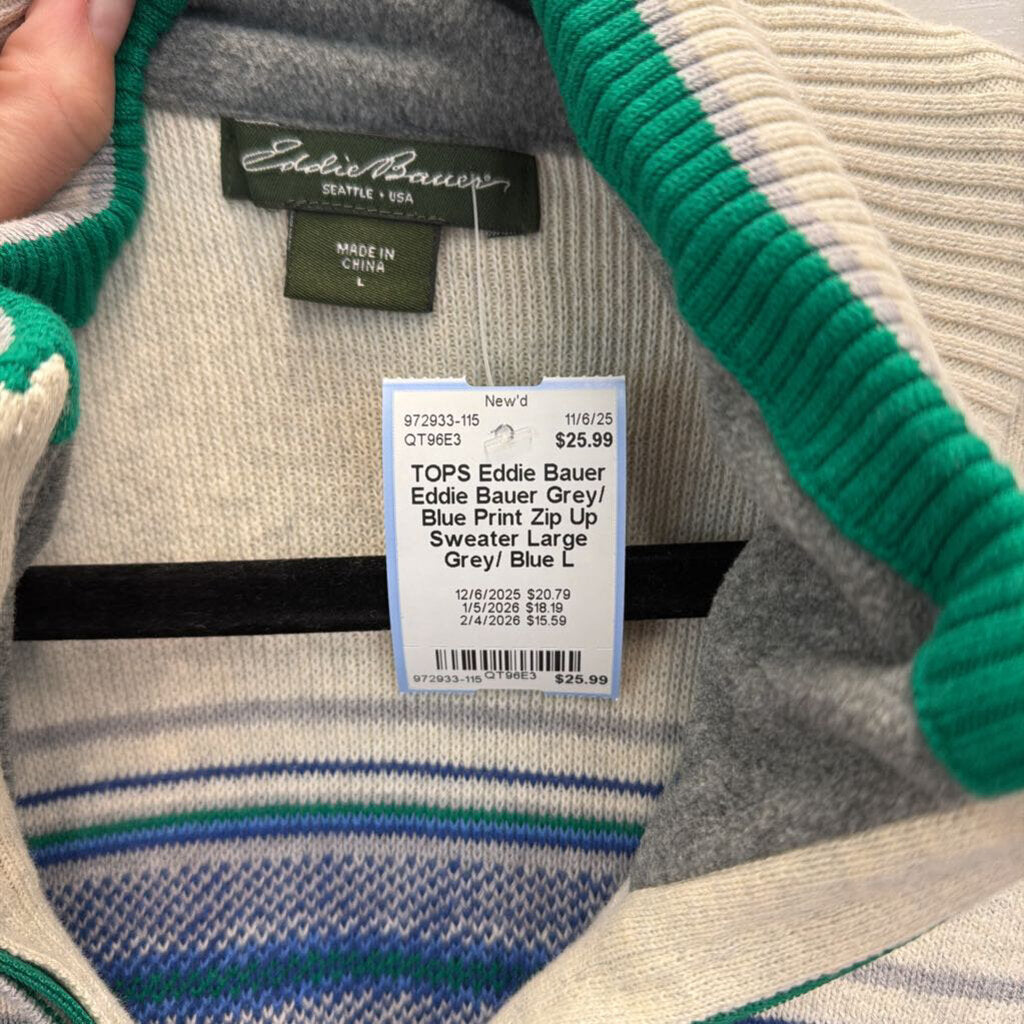 Eddie Bauer
SEATTLE • USA
MADE IN
CHINA
L
New'd
972933-115 11/6/25
QT96E3 $25.99
TOPS Eddie Bauer
Eddie Bauer Grey/
Blue Print Zip Up
Sweater Large
Grey/ Blue L
12/6/2025 $20.79
1/5/2026 $18.19
2/4/2026 $15.59
972933-115 QT96E3 $25.99